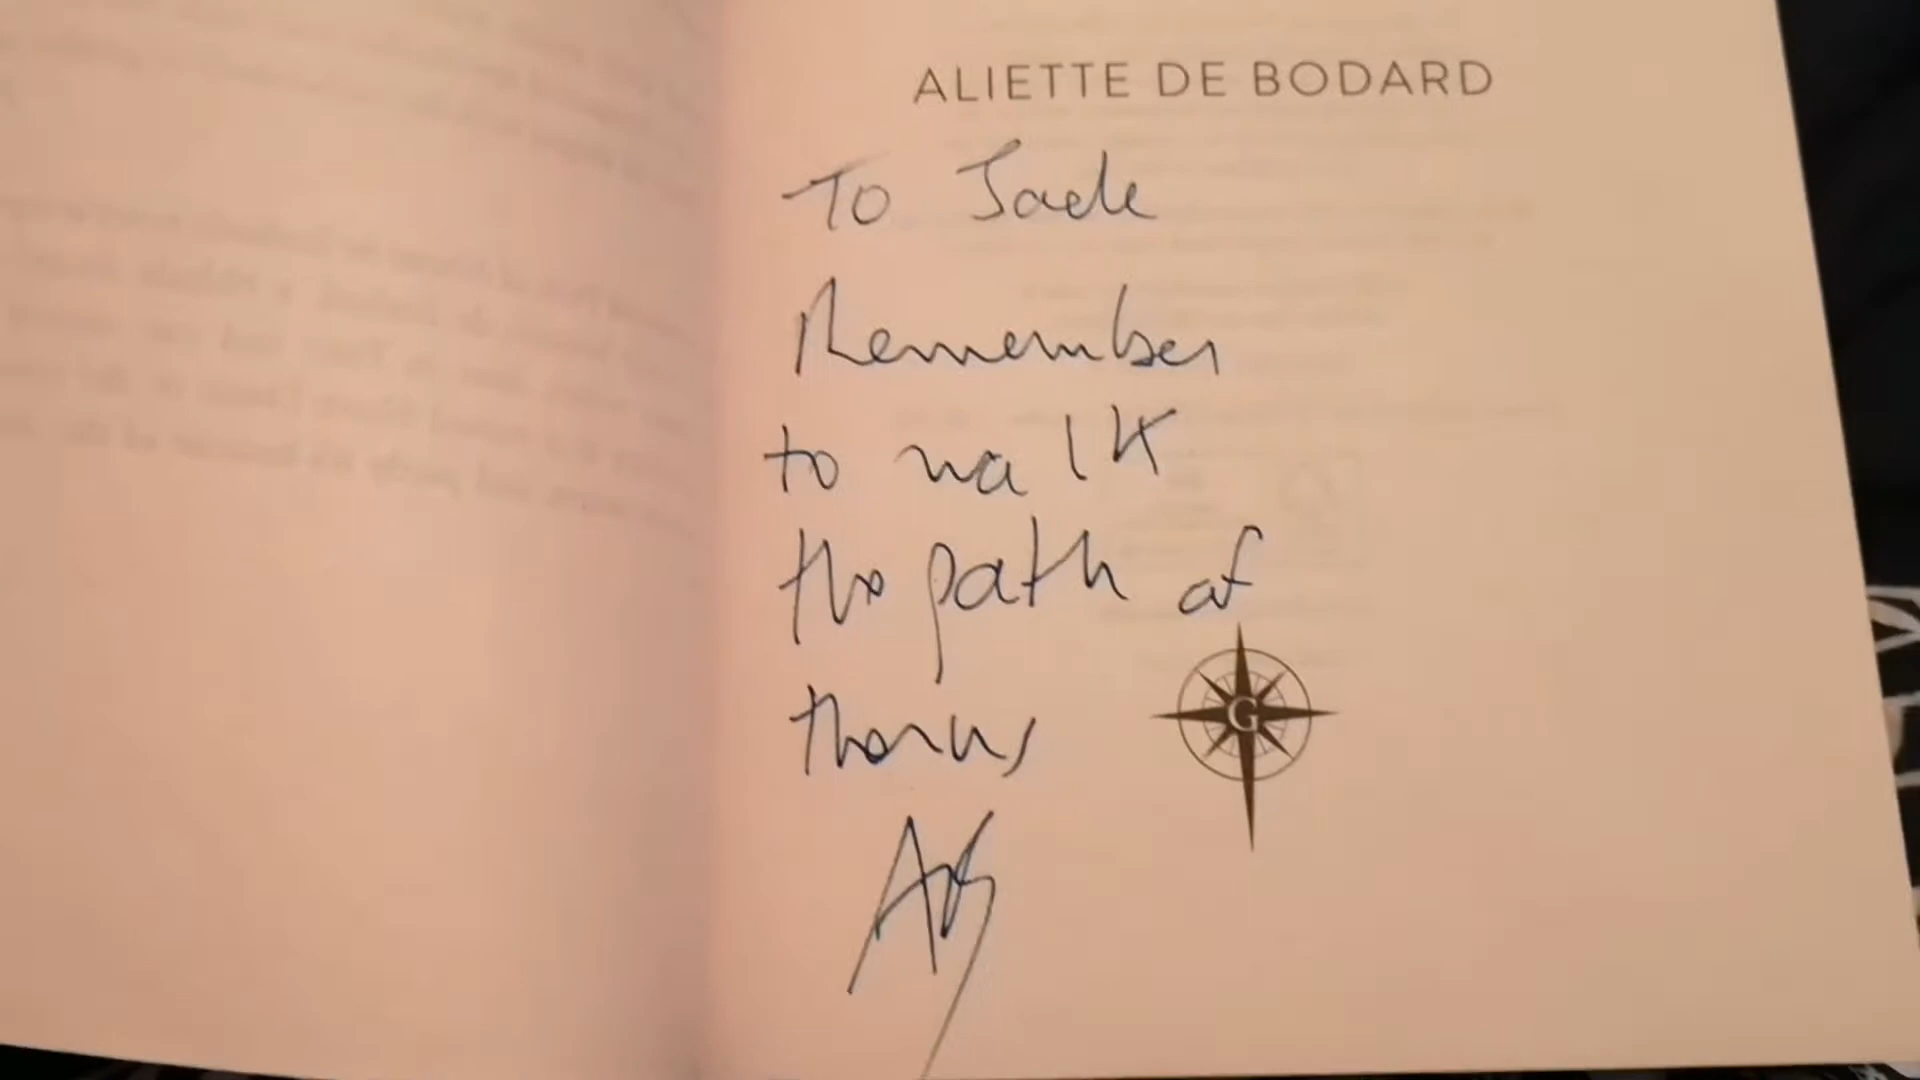 ALIETTE DE BODARD
To Jade
Remember
to walk
the path of
thorns
G